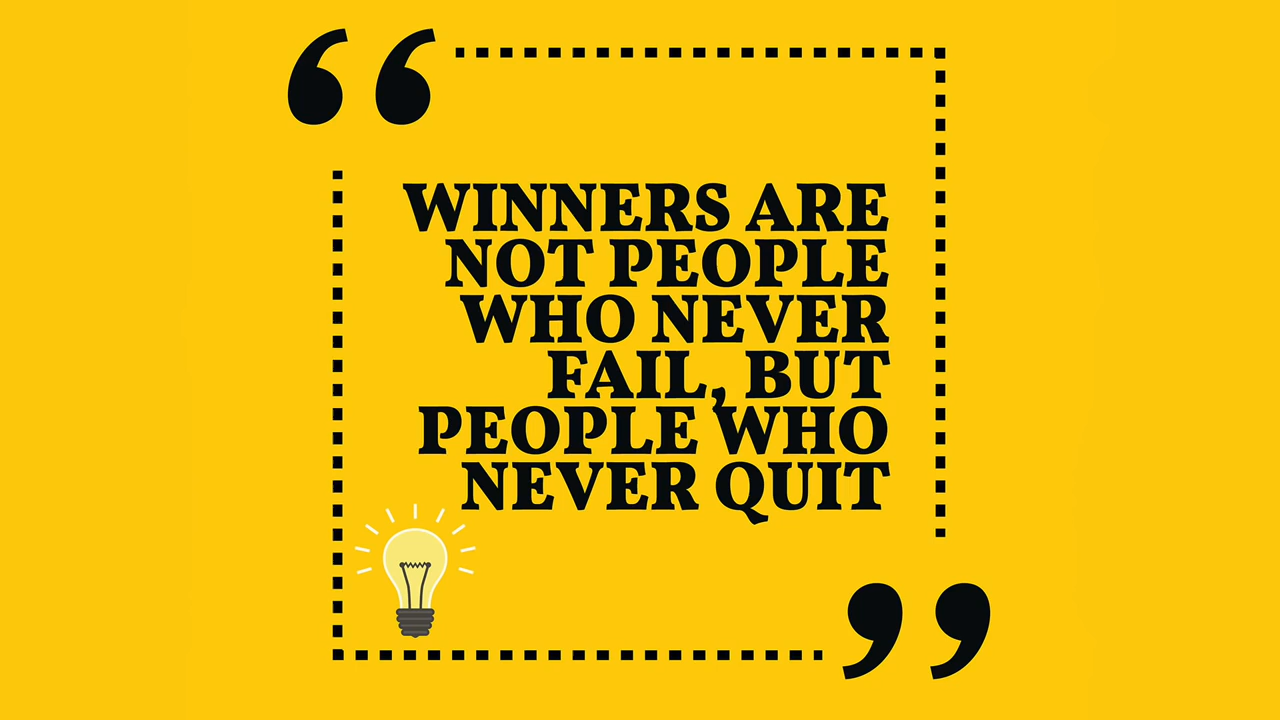 WINNERS ARE
NOT PEOPLE
WHO NEVER
FAIL, BUT
PEOPLE WHO
NEVER QUIT